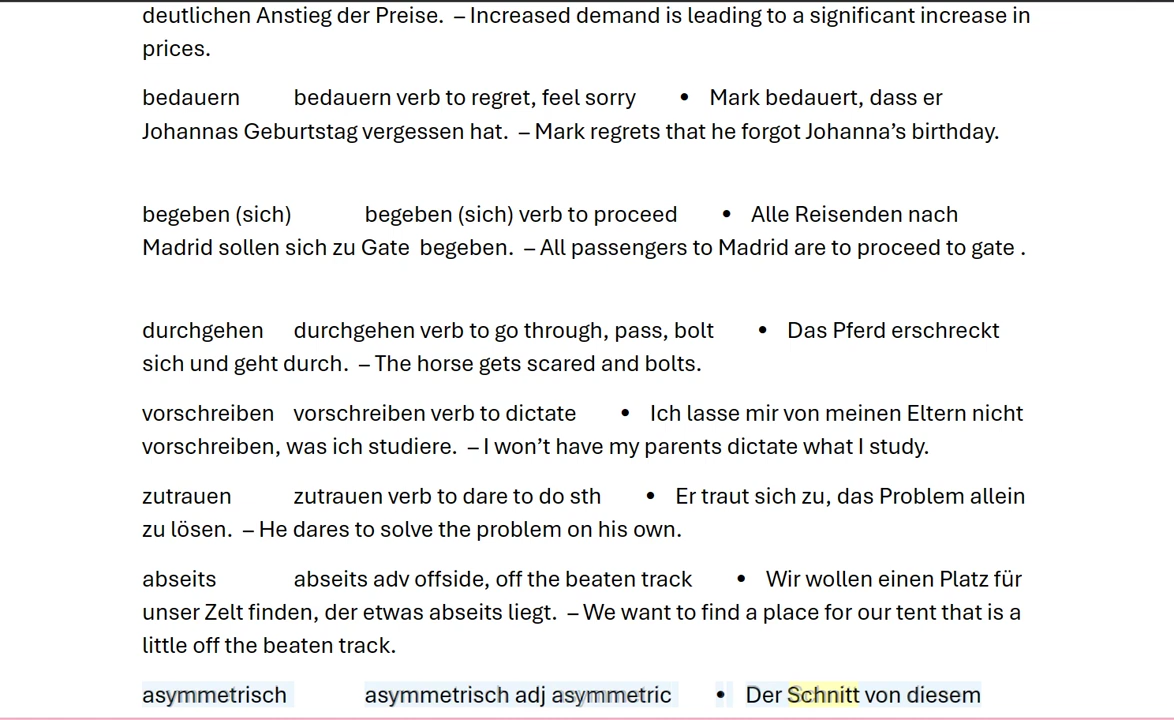 deutlichen Anstieg der Preise. – Increased demand is leading to a significant increase in
prices.
bedauern bedauern verb to regret, feel sorry • Mark bedauert, dass er
Johannas Geburtstag vergessen hat. – Mark regrets that he forgot Johanna’s birthday.
begeben (sich) begeben (sich) verb to proceed • Alle Reisenden nach
Madrid sollen sich zu Gate begeben. – All passengers to Madrid are to proceed to gate .
durchgehen durchgehen verb to go through, pass, bolt • Das Pferd erschreckt
sich und geht durch. – The horse gets scared and bolts.
vorschreiben vorschreiben verb to dictate • Ich lasse mir von meinen Eltern nicht
vorschreiben, was ich studiere. – I won’t have my parents dictate what I study.
zutrauen zutrauen verb to dare to do sth • Er traut sich zu, das Problem allein
zu lösen. – He dares to solve the problem on his own.
abseits abseits adv offside, off the beaten track • Wir wollen einen Platz für
unser Zelt finden, der etwas abseits liegt. – We want to find a place for our tent that is a
little off the beaten track.
asymmetrisch asymmetrisch adj asymmetric • Der Schnitt von diesem